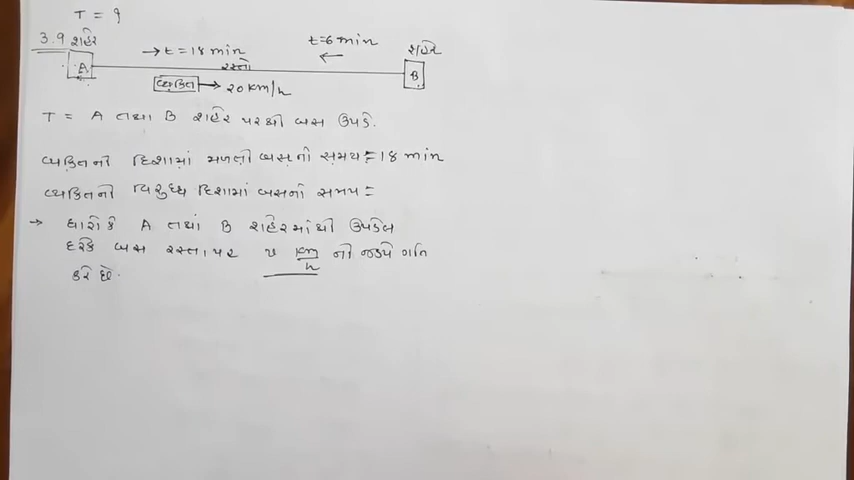 T = ?
3.9 શહેર
→ t = 18 min
t=6 min
←
શહેર
A
રસ્તો
B
વ્યકિત → 20 km/h
T = A તથા B શહેર પરથી બસ ઉપડે.
વ્યકિતની દિશામાં મળતી બસનો સમય = 18 min
વ્યકિતની વિરુધ્ધ દિશામાં બસનો સમય =
→ ધારોકે A તથા B શહેરમાંથી ઉપડેલ
દરેક બસ રસ્તા પર v km/h ની ઝડપે ગતિ
કરે છે.